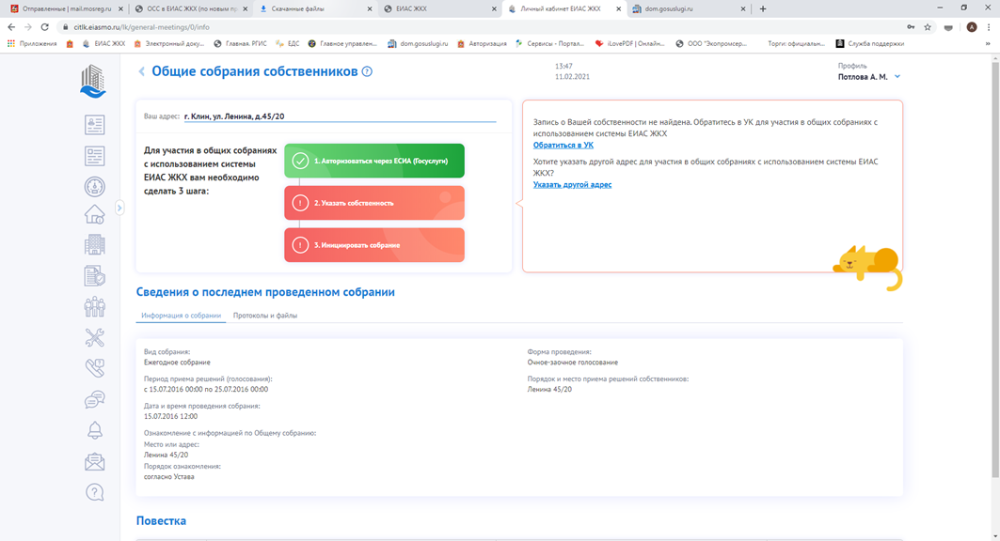 Отправленные | mail.mosreg.ru
ОСС в ЕИАС ЖКХ (по новым пр
Скачанные файлы
ЕИАС ЖКХ
Личный кабинет ЕИАС ЖКХ
dom.gosuslugi.ru
citlk.eiasmo.ru/lk/general-meetings/0/info
Приложения
ЕИАС ЖКХ
Электронный доку...
Главная. РГИС
ЕДС
Главное управлен...
dom.gosuslugi.ru
Авторизация
Сервисы - Портал...
iLovePDF | Онлайн...
ООО "Экопромсер...
Торги: официальн...
Служба поддержки
Общие собрания собственников
13:47
11.02.2021
Профиль
Потлова А. М.
Ваш адрес: г. Клин, ул. Ленина, д.45/20
Для участия в общих собраниях
с использованием системы
ЕИАС ЖКХ вам необходимо
сделать 3 шага:
1. Авторизоваться через ЕСИА (Госуслуги)
2. Указать собственность
3. Инициировать собрание
Запись о Вашей собственности не найдена. Обратитесь в УК для участия в общих собраниях с
использованием системы ЕИАС ЖКХ
Обратиться в УК
Хотите указать другой адрес для участия в общих собраниях с использованием системы ЕИАС
ЖКХ?
Указать другой адрес
Сведения о последнем проведенном собрании
Информация о собрании
Протоколы и файлы
Вид собрания:
Ежегодное собрание
Период приема решений (голосования):
с 15.07.2016 00:00 по 25.07.2016 00:00
Дата и время проведения собрания:
15.07.2016 12:00
Ознакомление с информацией по Общему собранию:
Место или адрес:
Ленина 45/20
Порядок ознакомления:
согласно Устава
Форма проведения:
Очное-заочное голосование
Порядок и место приема решений собственников:
Ленина 45/20
Повестка